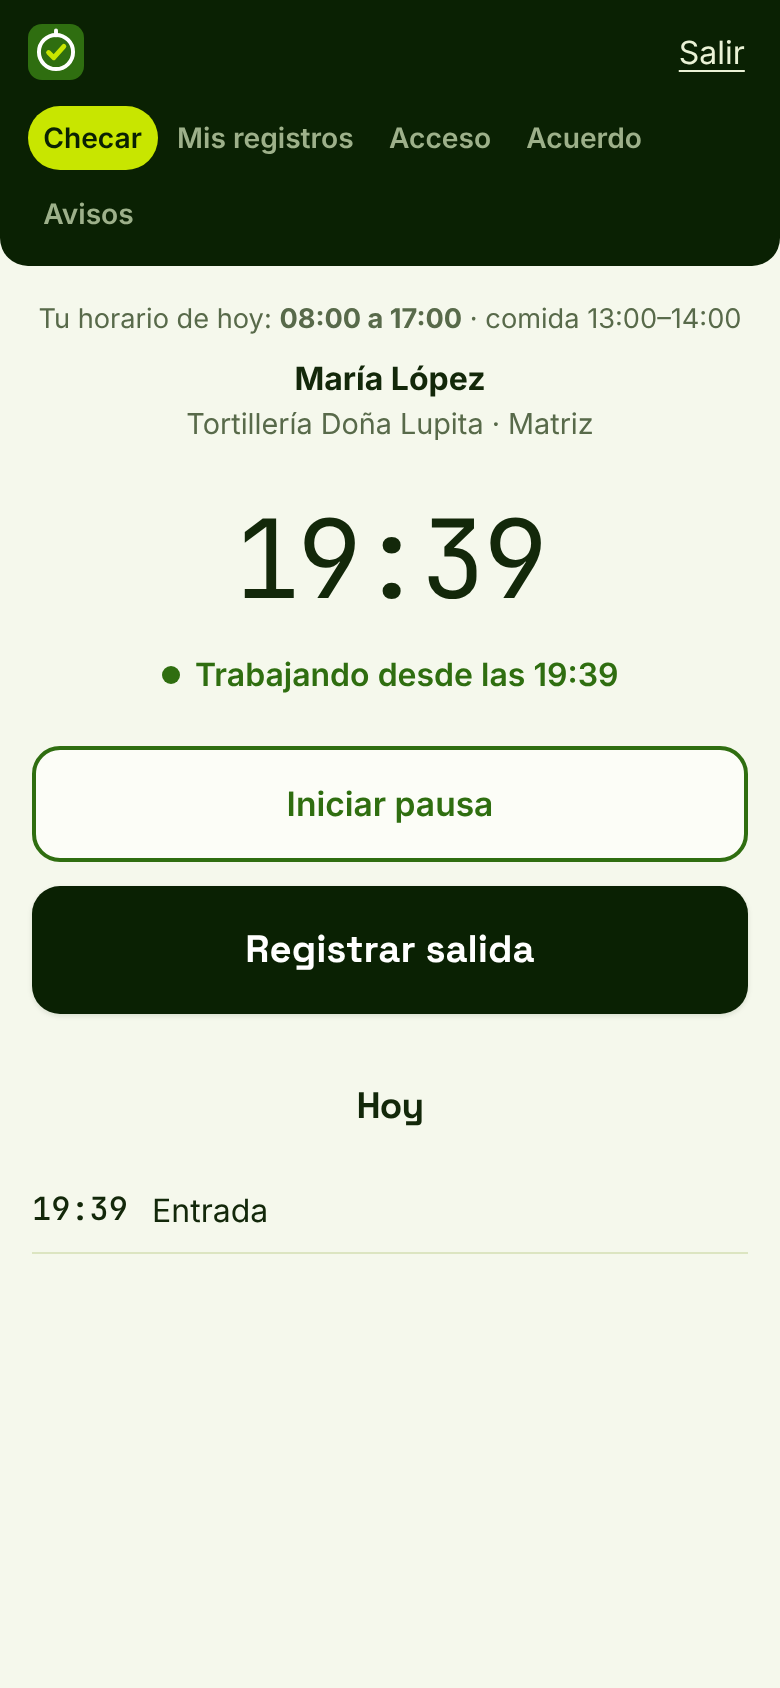 Salir
Checar
Mis registros
Acceso
Acuerdo
Avisos
Tu horario de hoy: 08:00 a 17:00 · comida 13:00–14:00
María López
Tortillería Doña Lupita · Matriz
19:39
Trabajando desde las 19:39
Iniciar pausa
Registrar salida
Hoy
19:39 Entrada